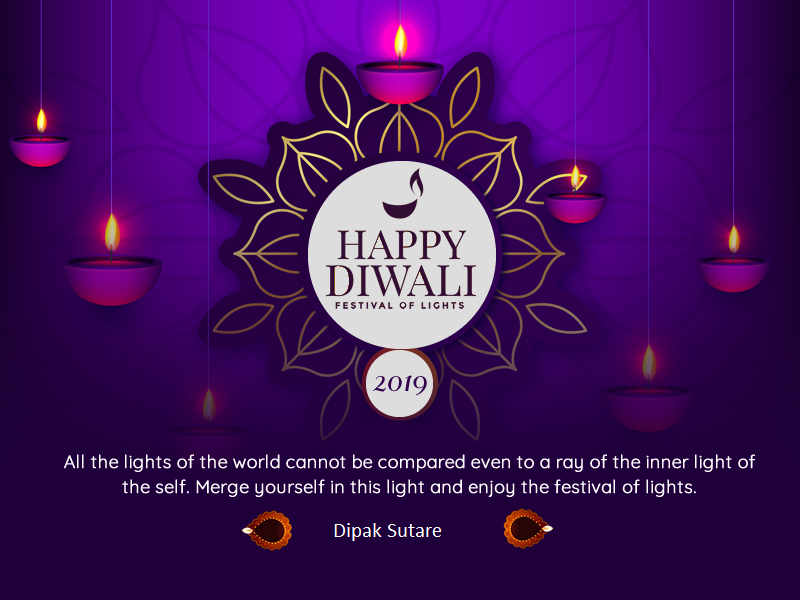 HAPPY
DIWALI
FESTIVAL OF LIGHTS
2019
All the lights of the world cannot be compared even to a ray of the inner light of
the self. Merge yourself in this light and enjoy the festival of lights.
Dipak Sutare